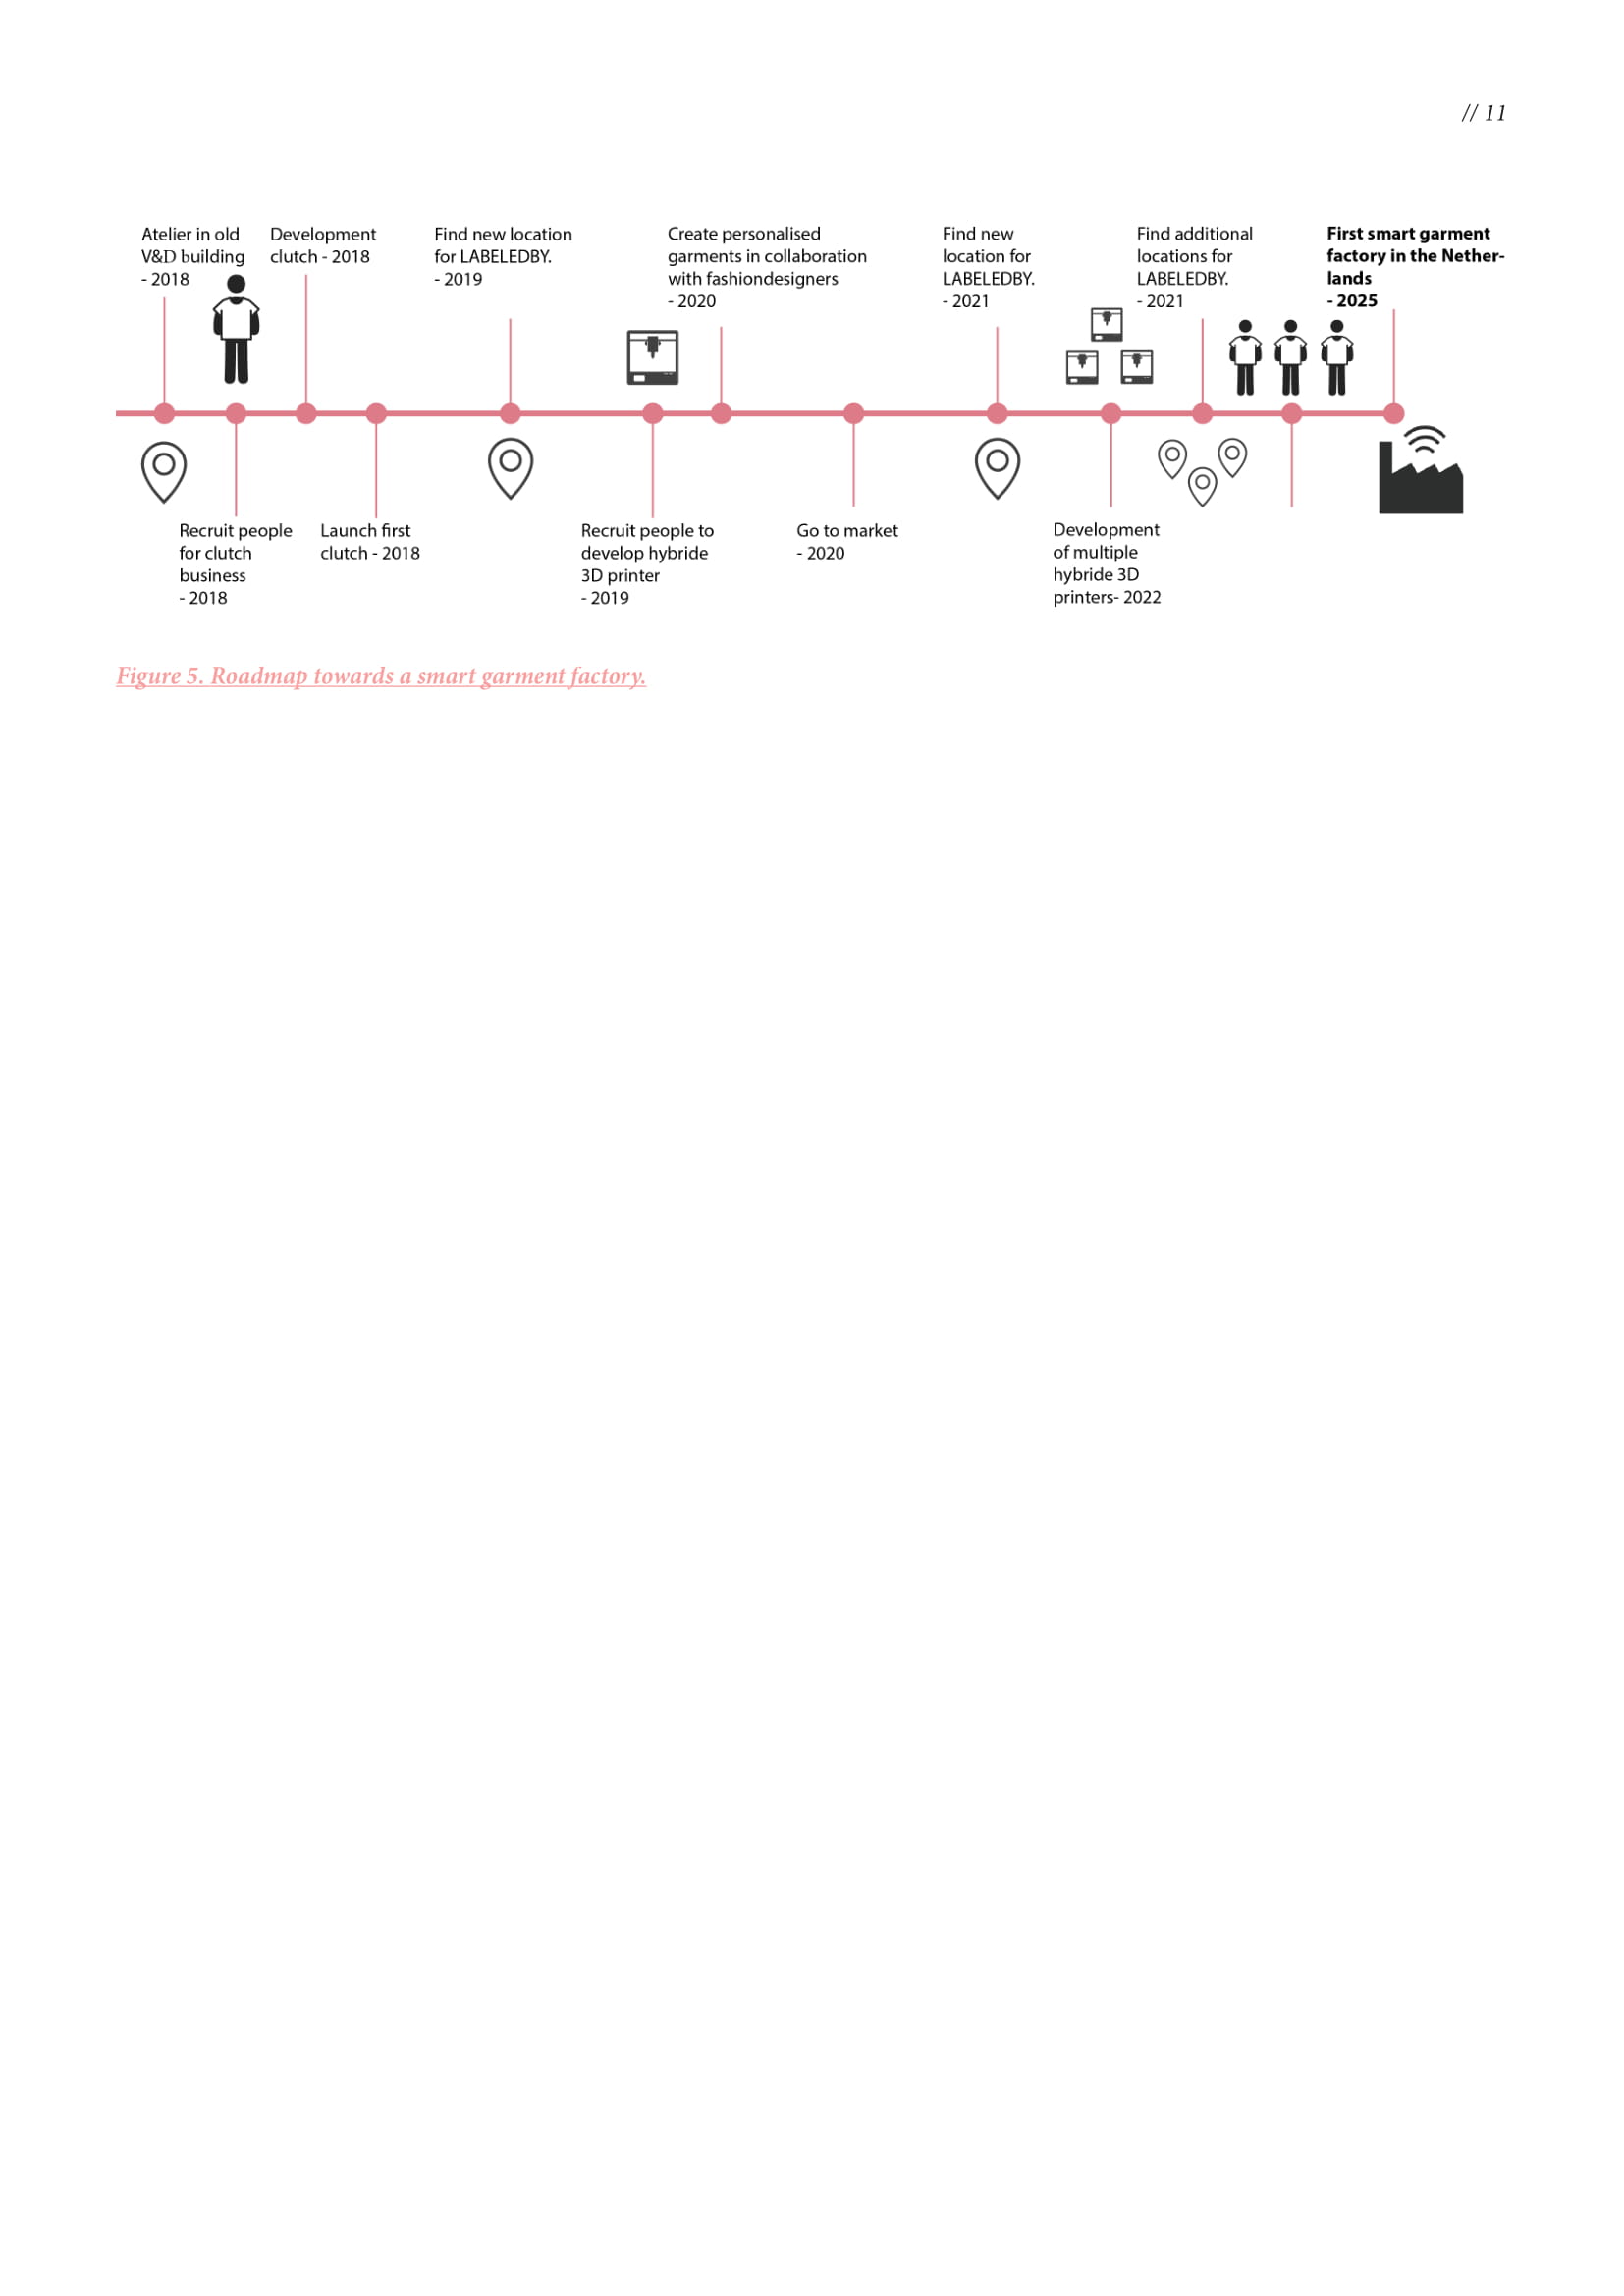 // 11
Atelier in old
V&D building
- 2018
Development
clutch - 2018
Find new location
for LABELEDBY.
- 2019
Create personalised
garments in collaboration
with fashiondesigners
- 2020
Find new
location for
LABELEDBY.
- 2021
Find additional
locations for
LABELEDBY.
- 2021
First smart garment
factory in the Nether-
lands
- 2025
Recruit people
for clutch
business
- 2018
Launch first
clutch - 2018
Recruit people to
develop hybride
3D printer
- 2019
Go to market
- 2020
Development
of multiple
hybride 3D
printers- 2022
Figure 5. Roadmap towards a smart garment factory.